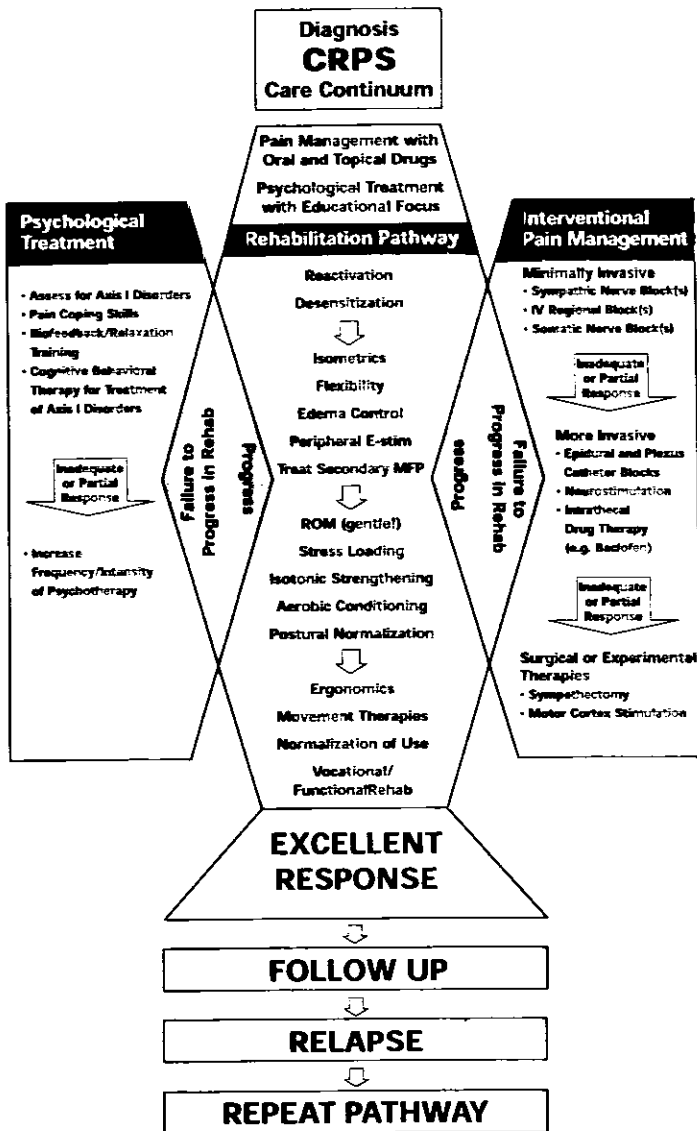 Diagnosis
CRPS
Care Continuum
Pain Management with
Oral and Topical Drugs
Psychological Treatment
with Educational Focus
Psychological
Treatment
• Assess for Axis I Disorders
• Pain Coping Skills
• Biofeedback/Relaxation
Training
• Cognitive Behavioral
Therapy for Treatment
of Axis I Disorders
Inadequate
or Partial
Response
• Increase
Frequency/Intensity
of Psychotherapy
Failure to
Progress in Rehab
Progress
Rehabilitation Pathway
Reactivation
Desensitization
Isometrics
Flexibility
Edema Control
Peripheral E-stim
Treat Secondary MFP
ROM (gentle!)
Stress Loading
Isotonic Strengthening
Aerobic Conditioning
Postural Normalization
Ergonomics
Movement Therapies
Normalization of Use
Vocational/
FunctionalRehab
Progress
Failure to
Progress in Rehab
Interventional
Pain Management
Minimally Invasive
• Sympathric Nerve Block(s)
• IV Regional Block(s)
• Somatic Nerve Block(s)
Inadequate
or Partial
Response
More Invasive
• Epidural and Plexus
Catheter Blocks
• Neurostimulation
• Intrathecal
Drug Therapy
(e.g. Baclofen)
Inadequate
or Partial
Response
Surgical or Experimental
Therapies
• Sympathectomy
• Motor Cortex Stimulation
EXCELLENT
RESPONSE
FOLLOW UP
RELAPSE
REPEAT PATHWAY